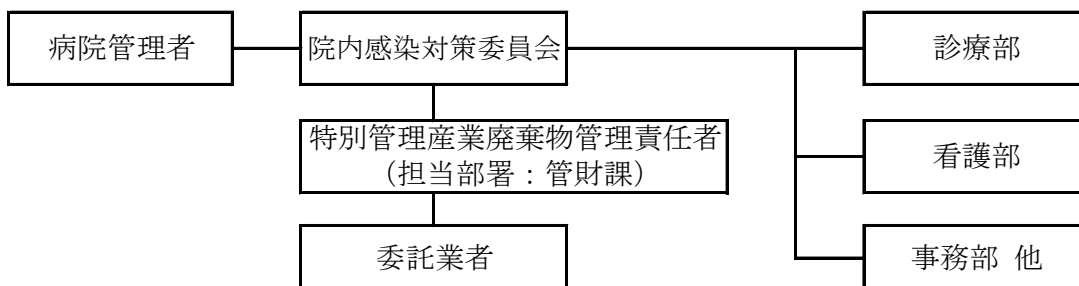 病院管理者
院内感染対策委員会
診療部
特別管理産業廃棄物管理責任者
（担当部署：管財課）
看護部
委託業者
事務部 他